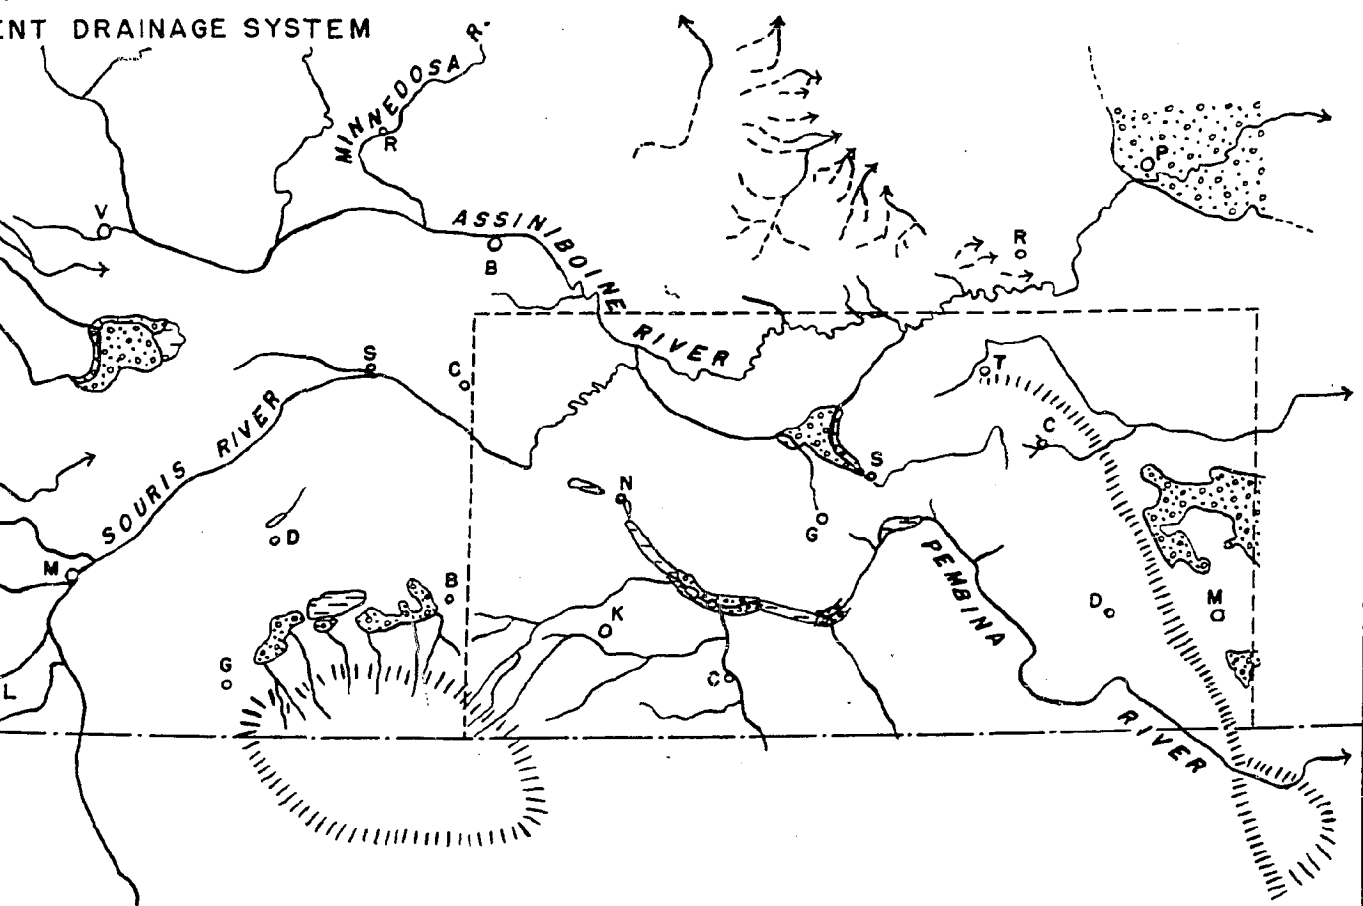 ENT DRAINAGE SYSTEM
MINNEDOSA R.
R
V
ASSINIBOINE RIVER
B
P
R
S
C
T
C
SOURIS RIVER
S
N
G
D
M
B
PEMBINA RIVER
K
D
M
G
C
L